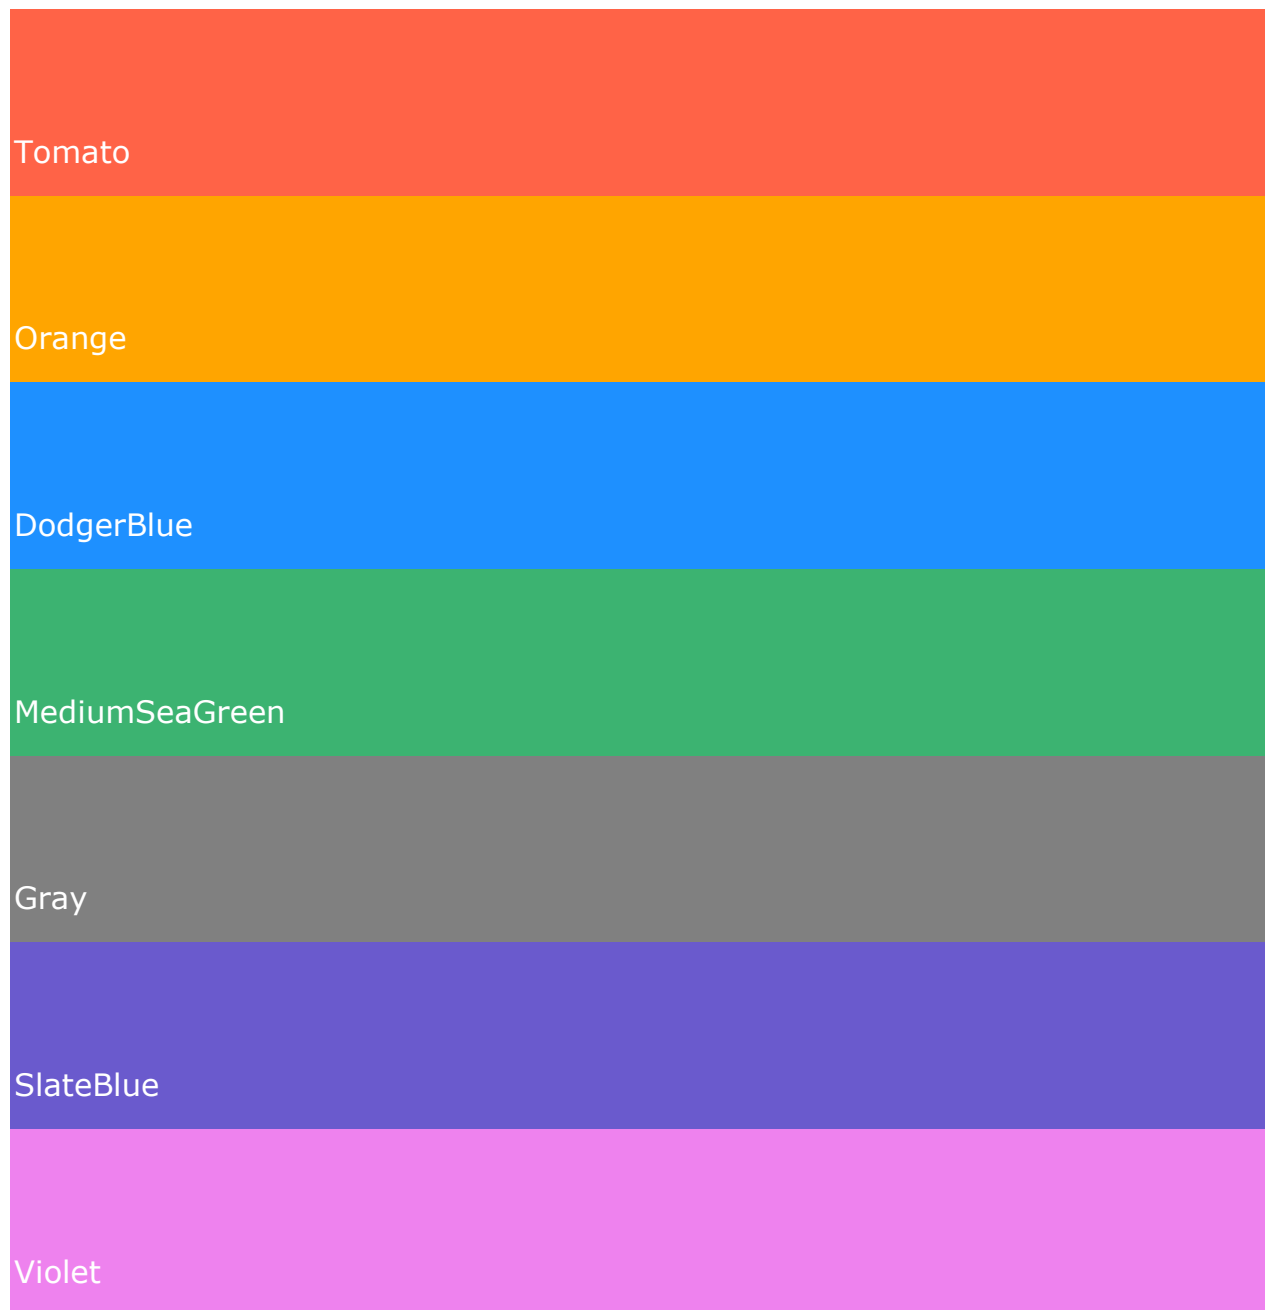 Tomato
Orange
DodgerBlue
MediumSeaGreen
Gray
SlateBlue
Violet